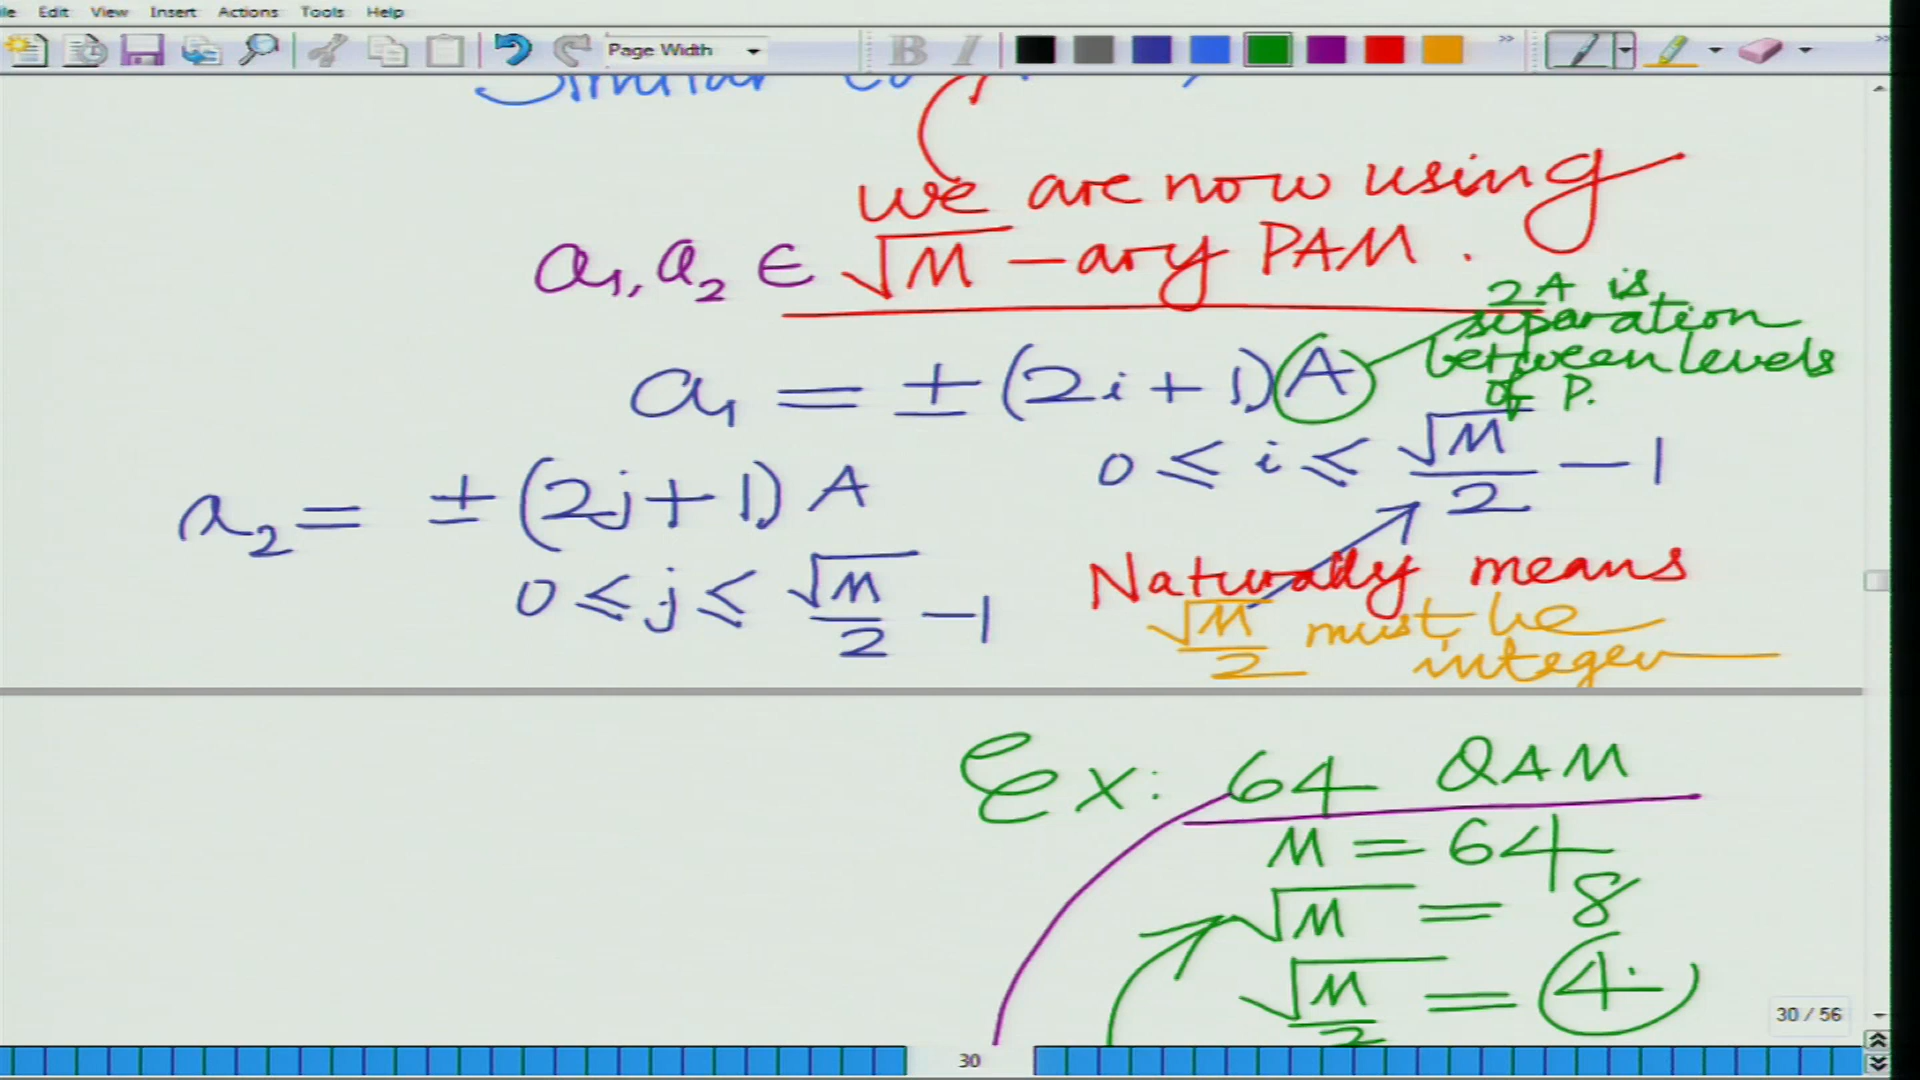 Edit View Insert Actions Tools Help
Page Width
B I
Similar
we are now using
a₁, a₂ ∈ √M -ary PAM.
2A is
separation
between levels
of P.
a₁ = ± (2i + 1) A
0 ≤ i ≤ √M/2 - 1
a₂ = ± (2j + 1) A
0 ≤ j ≤ √M/2 - 1
Naturally means
√M/2 must be
integer
Ex: 64 QAM
M = 64
√M = 8
√M/2 = 4.
30 / 56
30